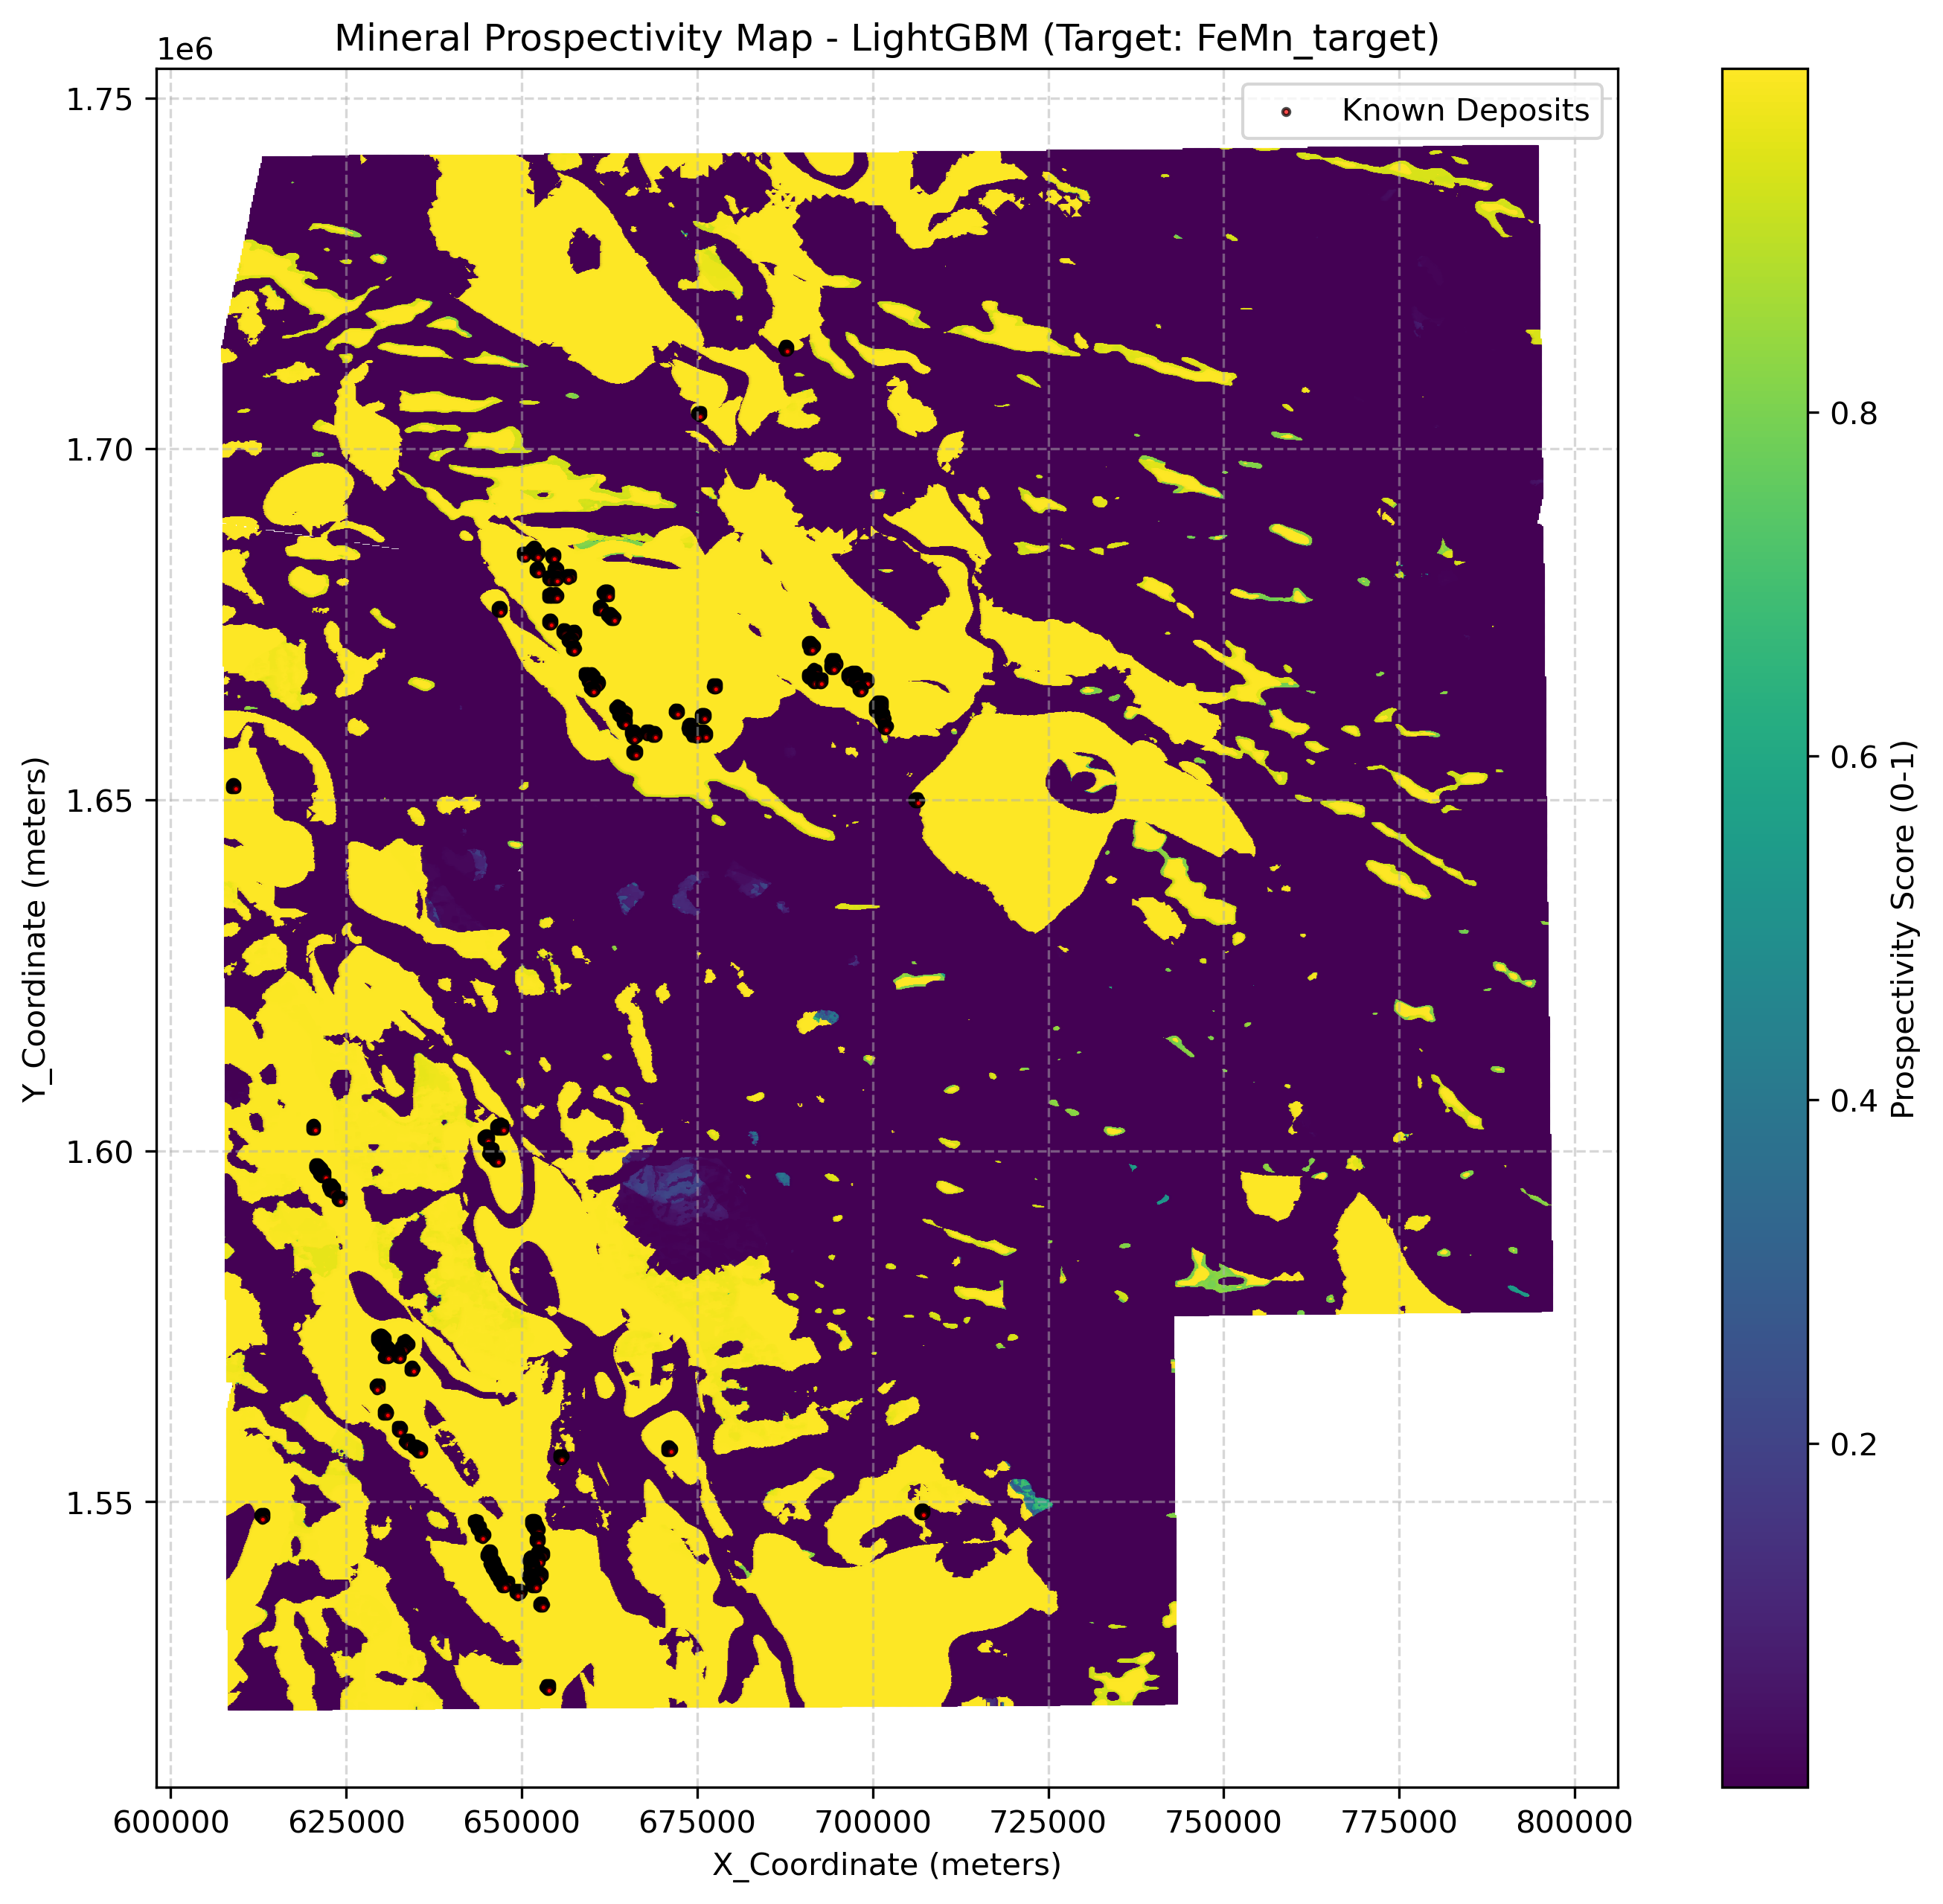 Mineral Prospectivity Map - LightGBM (Target: FeMn_target)
1e6
Known Deposits
1.75
1.70
1.65
1.60
1.55
Y_Coordinate (meters)
600000 625000 650000 675000 700000 725000 750000 775000 800000
X_Coordinate (meters)
0.8
0.6
0.4
0.2
Prospectivity Score (0-1)